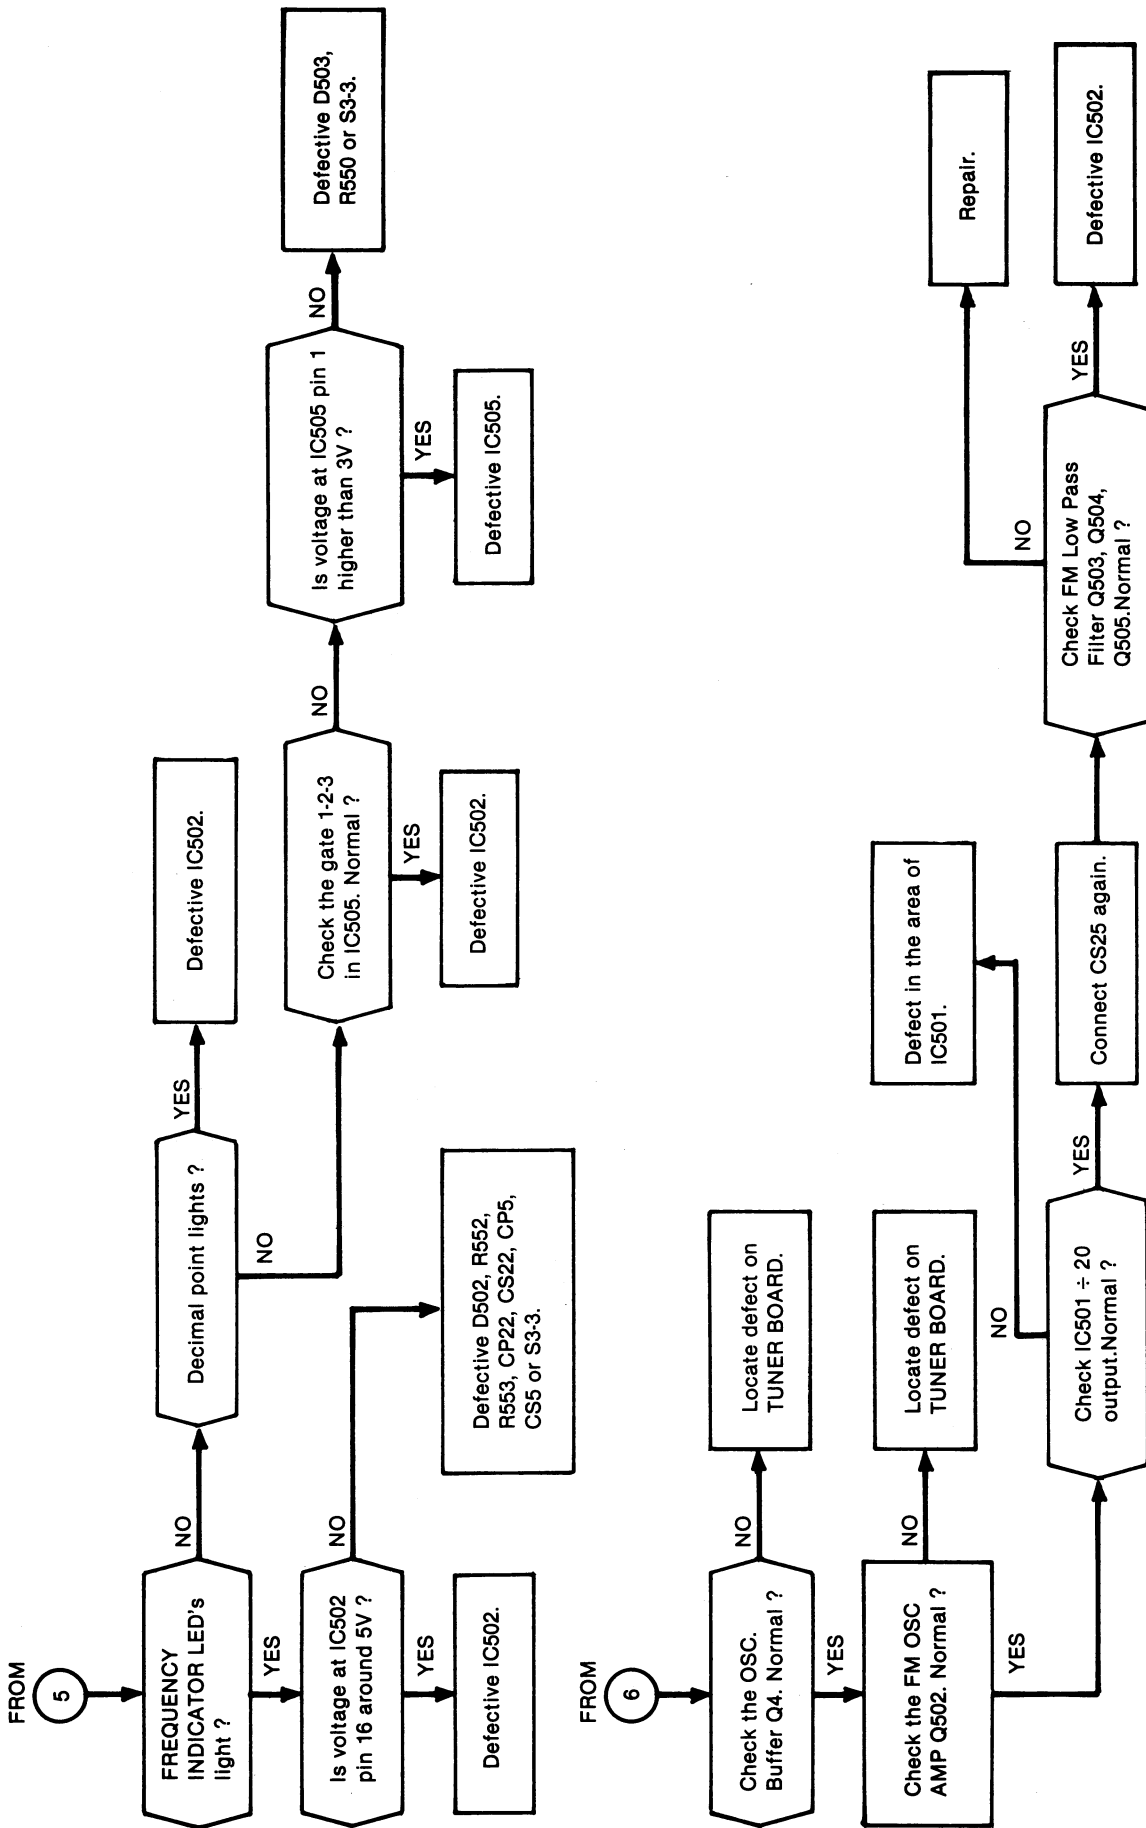 FROM
5
FREQUENCY
INDICATOR LED's
light ?
NO
YES
Decimal point lights ?
YES
NO
Defective IC502.
Is voltage at IC502
pin 16 around 5V ?
NO
YES
Defective IC502.
Defective D502, R552,
R553, CP22, CS22, CP5,
CS5 or S3-3.
Check the gate 1-2-3
in IC505. Normal ?
NO
YES
Defective IC502.
Is voltage at IC505 pin 1
higher than 3V ?
NO
YES
Defective IC505.
Defective D503,
R550 or S3-3.
FROM
6
Check the OSC.
Buffer Q4. Normal ?
NO
YES
Locate defect on
TUNER BOARD.
Check the FM OSC
AMP Q502. Normal ?
NO
YES
Locate defect on
TUNER BOARD.
Check IC501 ÷ 20
output.Normal ?
NO
YES
Defect in the area of
IC501.
Connect CS25 again.
Check FM Low Pass
Filter Q503, Q504,
Q505.Normal ?
NO
YES
Repair.
Defective IC502.